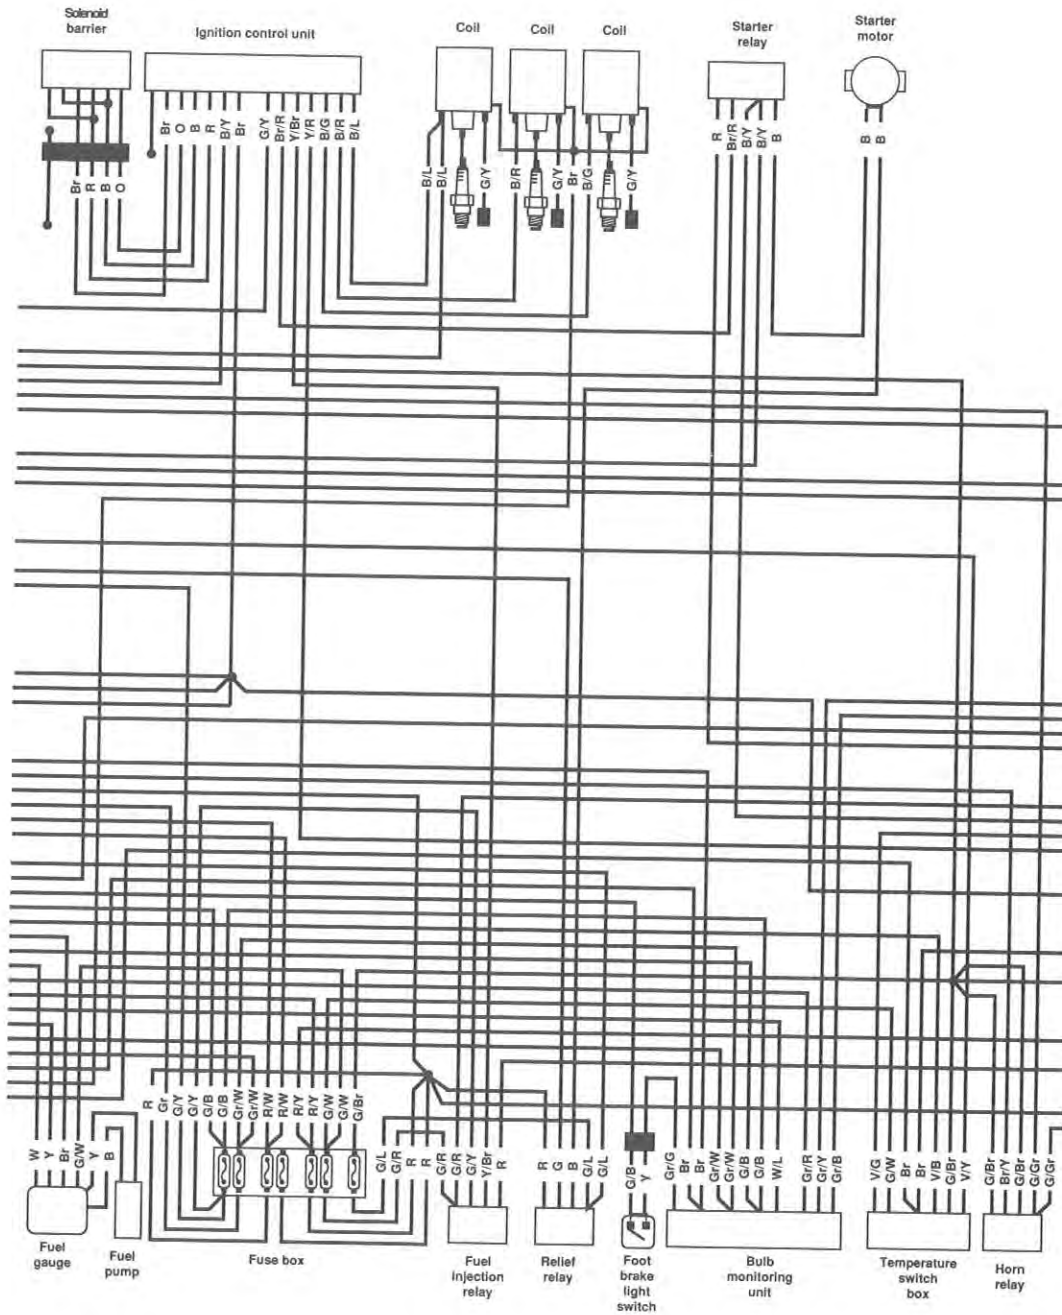 Solenoid
barrier
Ignition control unit
Coil
Coil
Coil
Starter
relay
Starter
motor
Br
O
B
R
B/Y
Br
G/Y
Br/R
Y/Br
Y/R
B/G
B/R
B/L
Br
R
B
O
B/L
B/L
G/Y
B/R
G/Y
Br
B/G
G/Y
R
Br/R
B/Y
B/Y
B
B
B
W
Y
Br
G/W
Y
B
R
Gr
G/Y
G/Y
G/B
G/B
Gr/W
Gr/W
R/W
R/W
R/Y
R/Y
G/W
G/W
G/Br
G/L
G/R
R
R
G/R
G/R
G/Y
Y/Br
R
R
G
B
G/L
G/L
G/B
Y
Gr/G
Br
Br
Gr/W
Gr/W
G/B
G/B
W/L
Gr/R
Gr/Y
Gr/B
V/G
V/W
Br
Br
V/B
G/Br
V/Y
G/Br
Br/Y
G/Br
G/Gr
G/Gr
Fuel
gauge
Fuel
pump
Fuse box
Fuel
injection
relay
Relief
relay
Foot
brake
light
switch
Bulb
monitoring
unit
Temperature
switch
box
Horn
relay